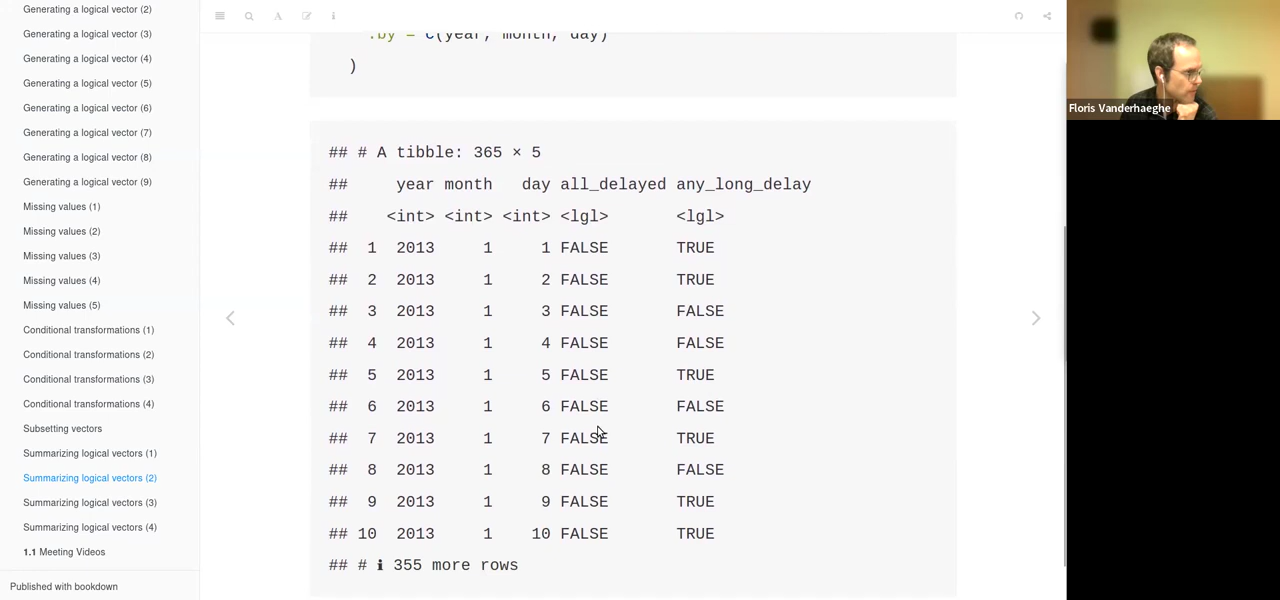 Generating a logical vector (2)
Generating a logical vector (3)
Generating a logical vector (4)
Generating a logical vector (5)
Generating a logical vector (6)
Generating a logical vector (7)
Generating a logical vector (8)
Generating a logical vector (9)
Missing values (1)
Missing values (2)
Missing values (3)
Missing values (4)
Missing values (5)
Conditional transformations (1)
Conditional transformations (2)
Conditional transformations (3)
Conditional transformations (4)
Subsetting vectors
Summarizing logical vectors (1)
Summarizing logical vectors (2)
Summarizing logical vectors (3)
Summarizing logical vectors (4)
1.1 Meeting Videos
Published with bookdown
.by = c(year, month, day)
)
## # A tibble: 365 × 5
##     year month   day all_delayed any_long_delay
##    <int> <int> <int> <lgl>       <lgl>
##  1  2013     1     1 FALSE       TRUE
##  2  2013     1     2 FALSE       TRUE
##  3  2013     1     3 FALSE       FALSE
##  4  2013     1     4 FALSE       FALSE
##  5  2013     1     5 FALSE       TRUE
##  6  2013     1     6 FALSE       FALSE
##  7  2013     1     7 FALSE       TRUE
##  8  2013     1     8 FALSE       FALSE
##  9  2013     1     9 FALSE       TRUE
## 10  2013     1    10 FALSE       TRUE
## # ℹ 355 more rows
Floris Vanderhaeghe